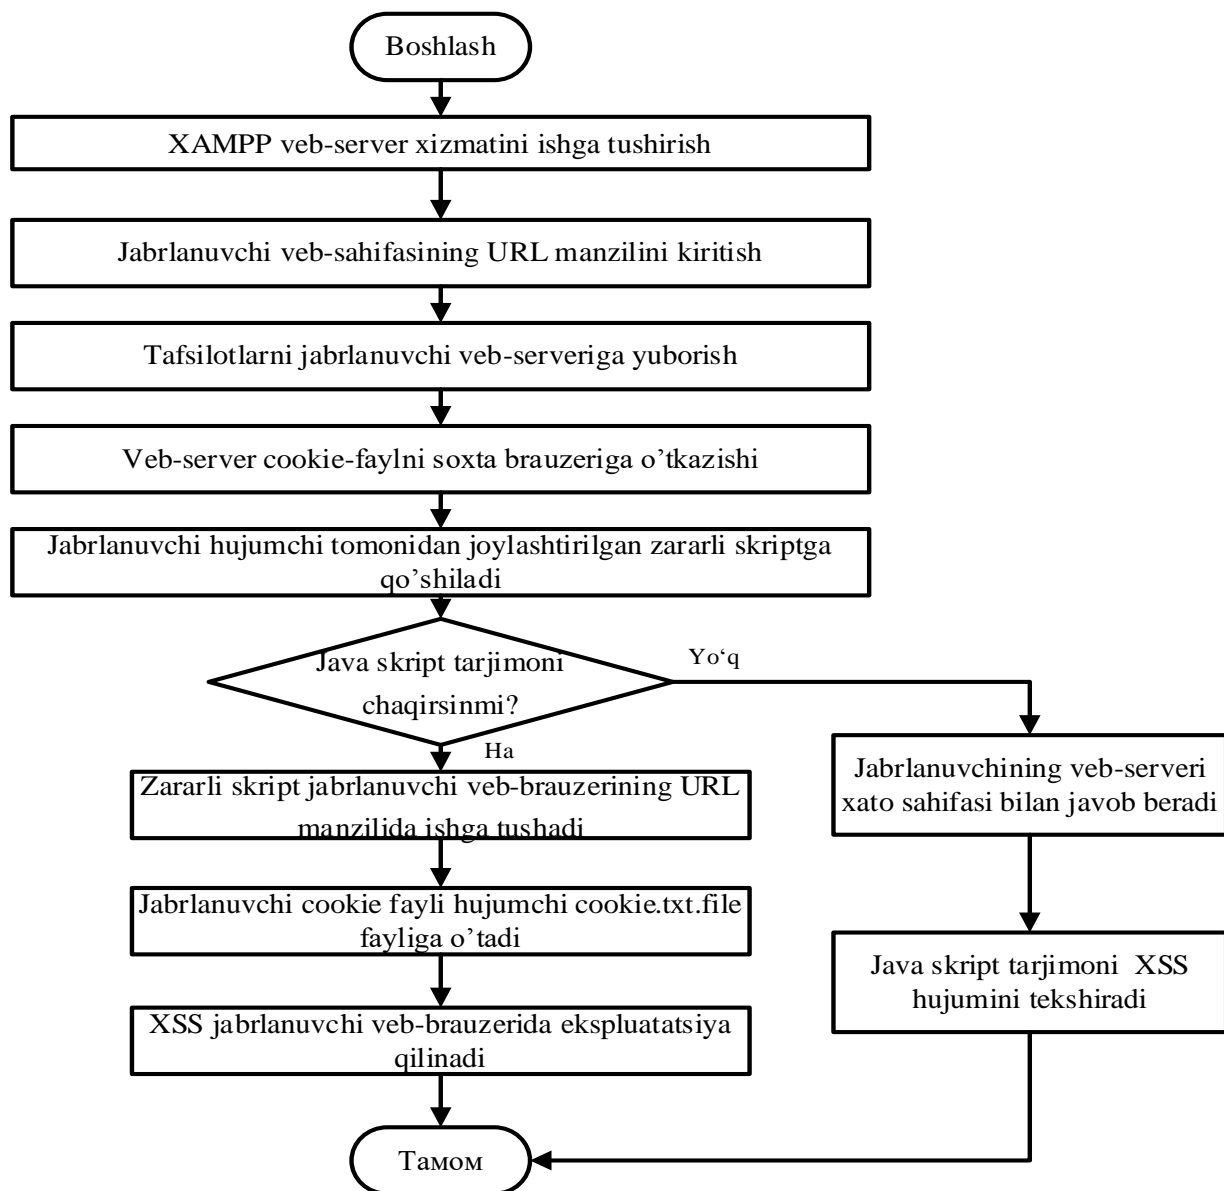 Boshlash
XAMPP veb-server xizmatini ishga tushirish
Jabrlanuvchi veb-sahifasining URL manzilini kiritish
Tafsilotlarni jabrlanuvchi veb-serveriga yuborish
Veb-server cookie-faylni soxta brauzeriga o’tkazishi
Jabrlanuvchi hujumchi tomonidan joylashtirilgan zararli skriptga
qo’shiladi
Java skript tarjimoni
chaqirsinmi?
Yo‘q
Ha
Zararli skript jabrlanuvchi veb-brauzerining URL
manzilida ishga tushadi
Jabrlanuvchining veb-serveri
xato sahifasi bilan javob beradi
Jabrlanuvchi cookie fayli hujumchi cookie.txt.file
fayliga o’tadi
Java skript tarjimoni XSS
hujumini tekshiradi
XSS jabrlanuvchi veb-brauzerida ekspluatatsiya
qilinadi
Тамом